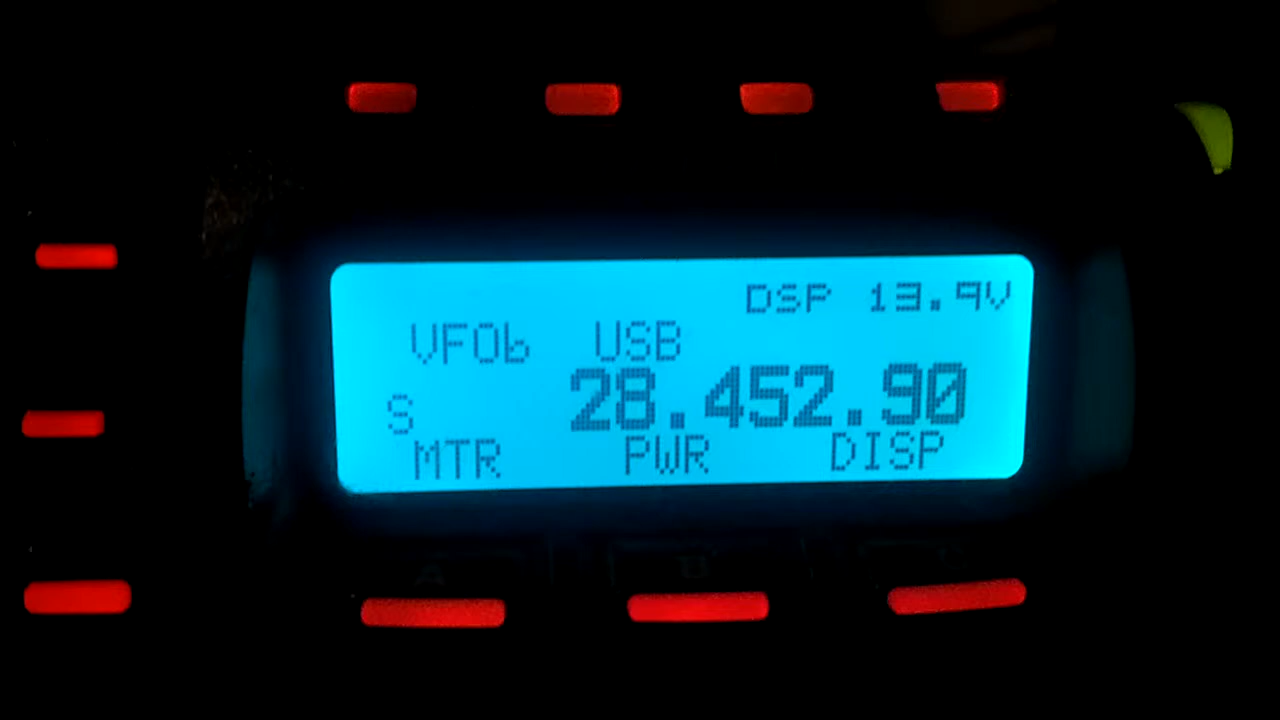 DSP 13.9V
VFOb USB
28.452.90
S
MTR PWR DISP
A B C